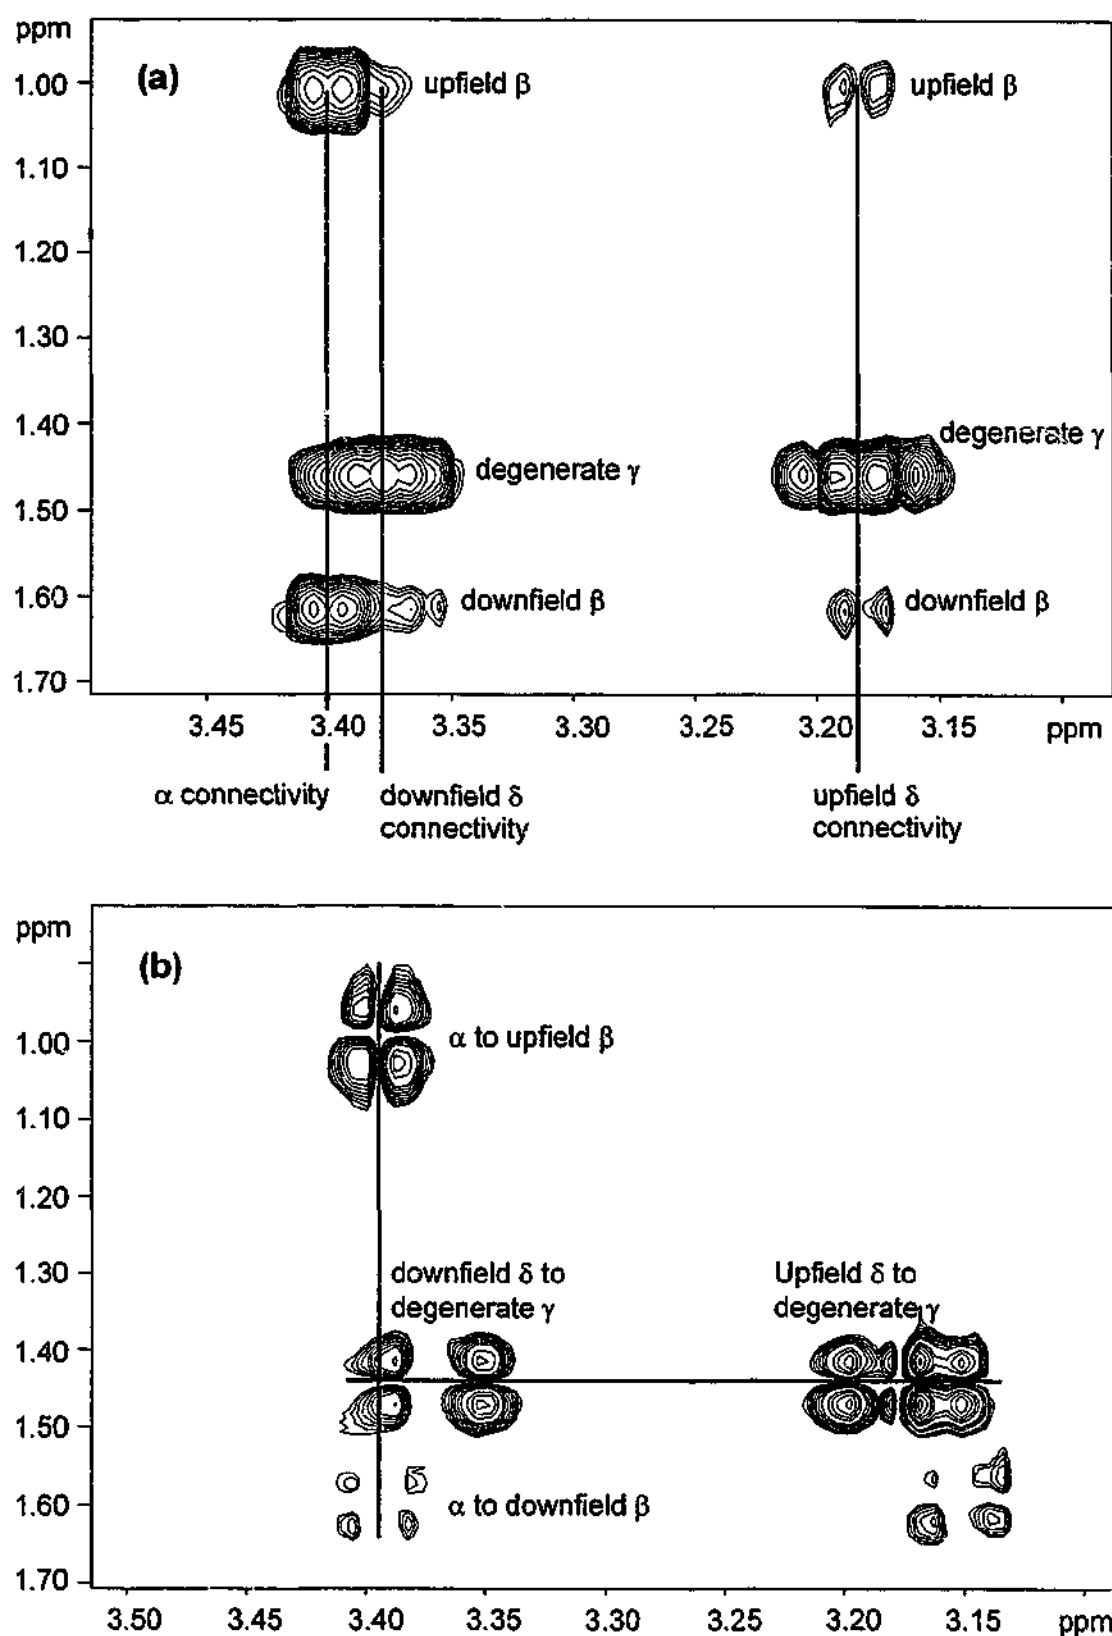 ppm
(a)
1.00
upfield β
upfield β
1.10
1.20
1.30
1.40
degenerate γ
degenerate γ
1.50
1.60
downfield β
downfield β
1.70
3.45 3.40 3.35 3.30 3.25 3.20 3.15 ppm
α connectivity
downfield δ
connectivity
upfield δ
connectivity
ppm
(b)
1.00
α to upfield β
1.10
1.20
1.30
downfield δ to
degenerate γ
Upfield δ to
degenerate γ
1.40
1.50
1.60
α to downfield β
1.70
3.50 3.45 3.40 3.35 3.30 3.25 3.20 3.15 ppm